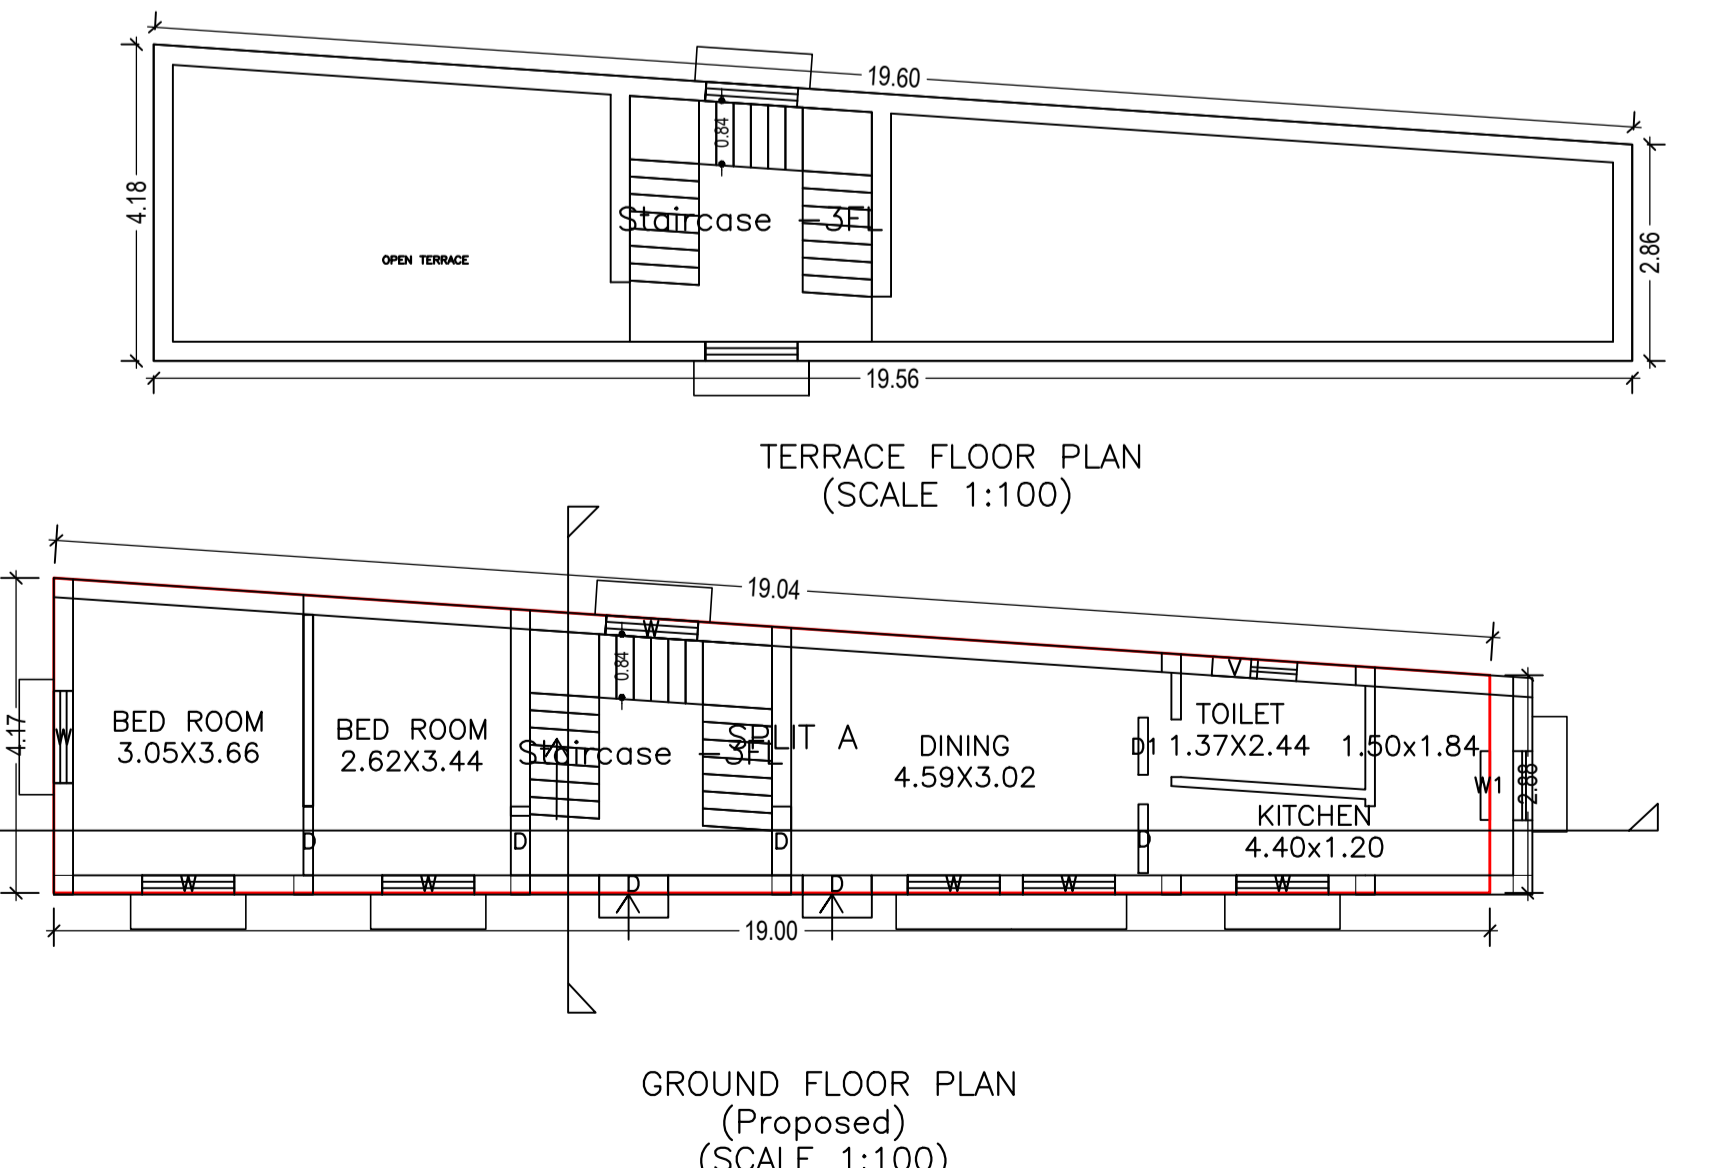 19.60
0.84
4.18
Staircase -3FL
2.86
OPEN TERRACE
19.56
TERRACE FLOOR PLAN
(SCALE 1:100)
19.04
W
0.84
V
BED ROOM
3.05X3.66
BED ROOM
2.62X3.44
4.17
W
Staircase -3FL
SPLIT A
DINING
4.59X3.02
D1
TOILET
1.37X2.44
1.50x1.84
W1
2.88
KITCHEN
4.40x1.20
D
D
D
D
W
W
D
D
W
W
W
19.00
GROUND FLOOR PLAN
(Proposed)
(SCALE 1:100)